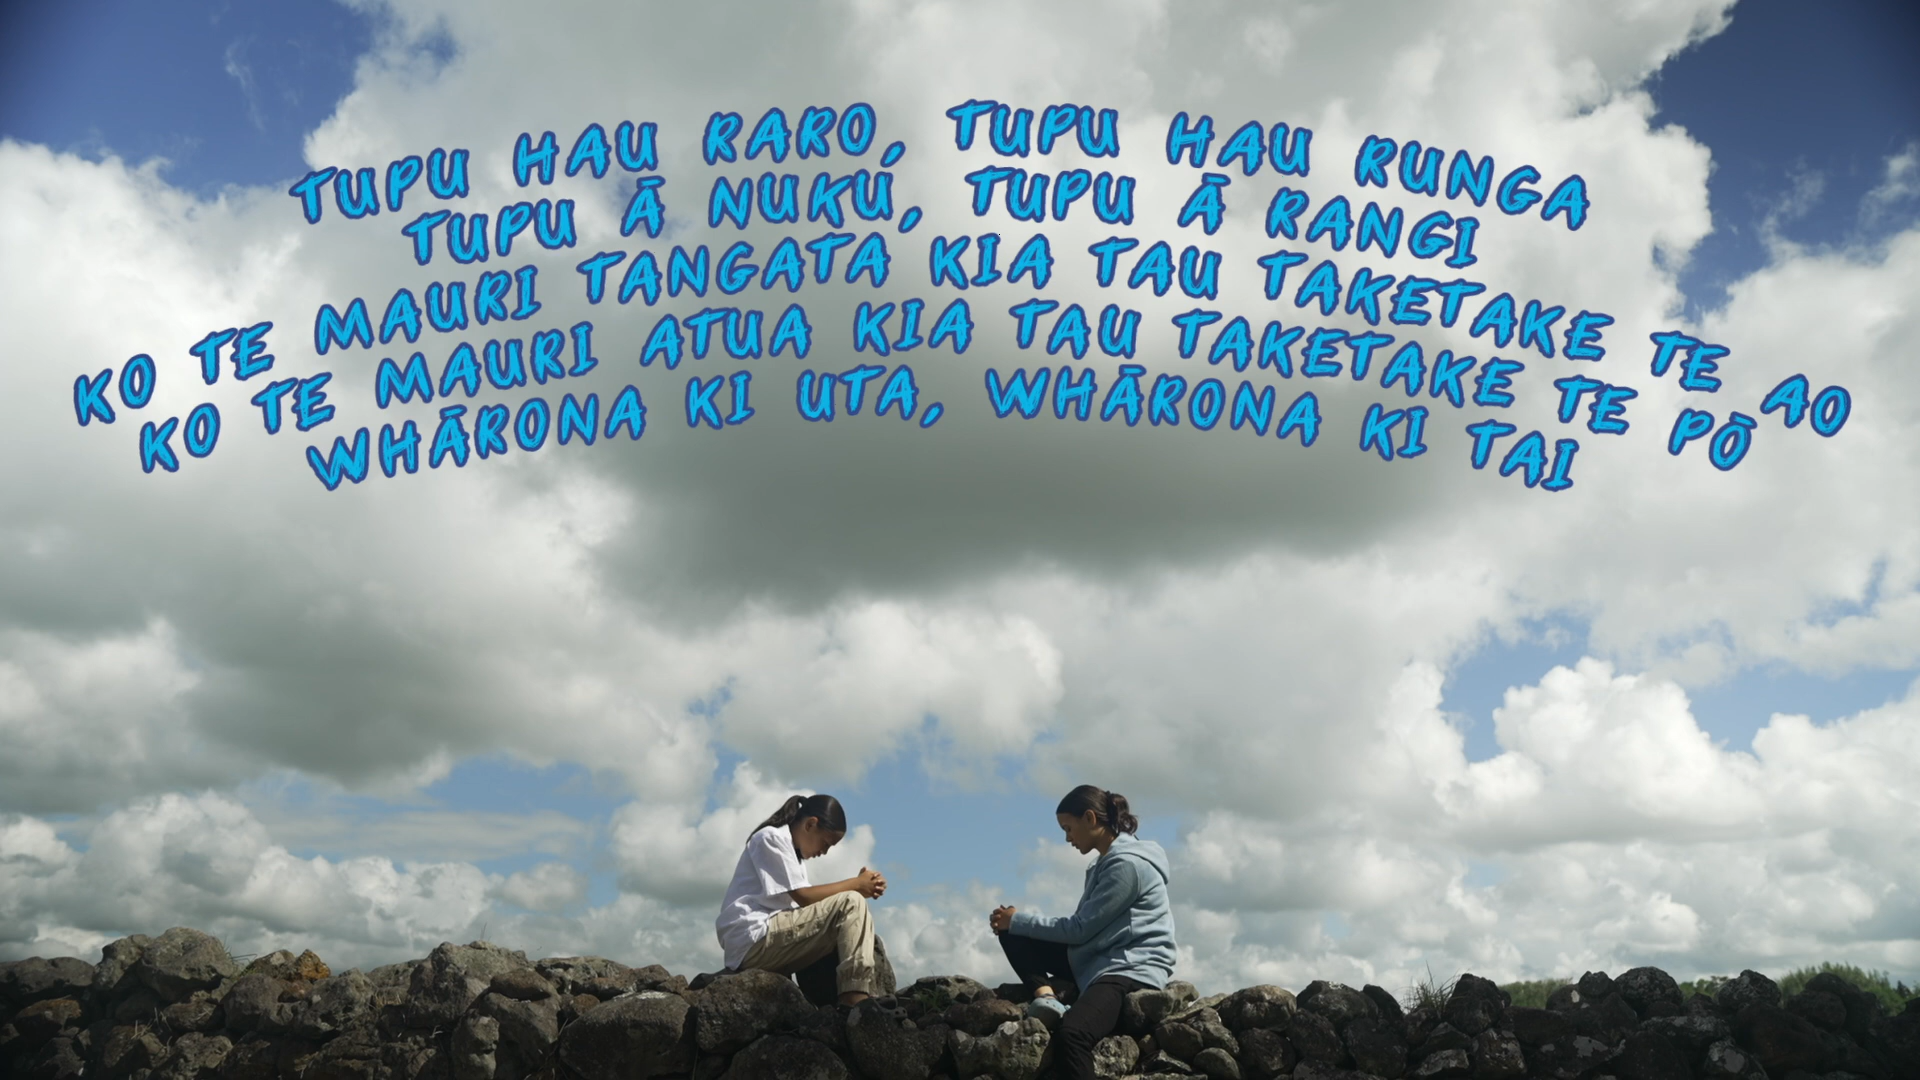 TUPU HAU RARO, TUPU HAU RUNGA
TUPU Ā NUKU, TUPU Ā RANGI
KO TE MAURI TANGATA KIA TAU TAKETAKE TE AO
KO TE MAURI ATUA KIA TAU TAKETAKE TE PŌ
WHĀRONA KI UTA, WHĀRONA KI TAI